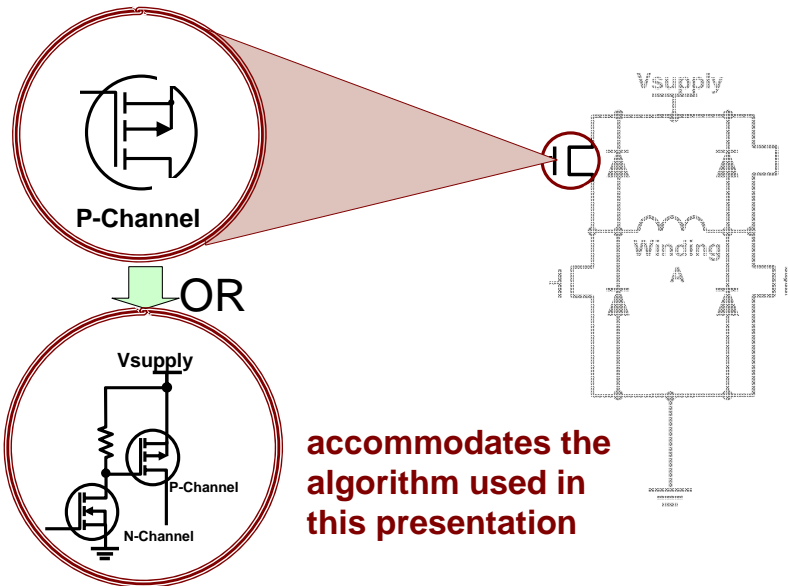 P-Channel
OR
Vsupply
P-Channel
N-Channel
Vsupply
Winding
A
accommodates the
algorithm used in
this presentation